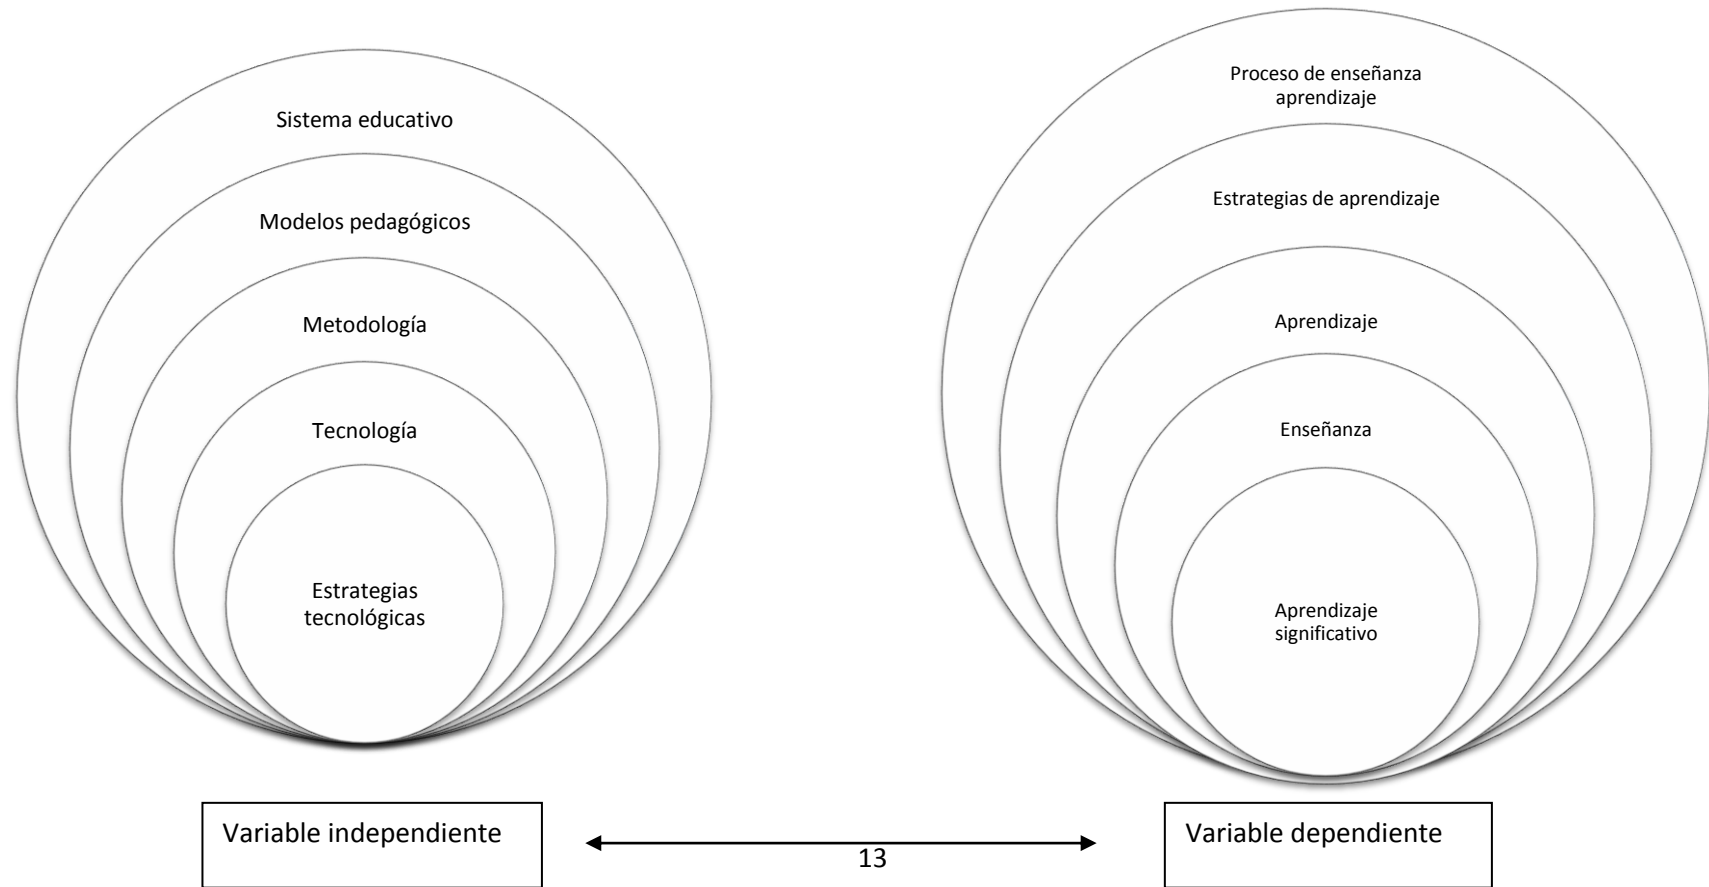 Sistema educativo
Modelos pedagógicos
Metodología
Tecnología
Estrategias
tecnológicas
Proceso de enseñanza
aprendizaje
Estrategias de aprendizaje
Aprendizaje
Enseñanza
Aprendizaje
significativo
Variable independiente
13
Variable dependiente